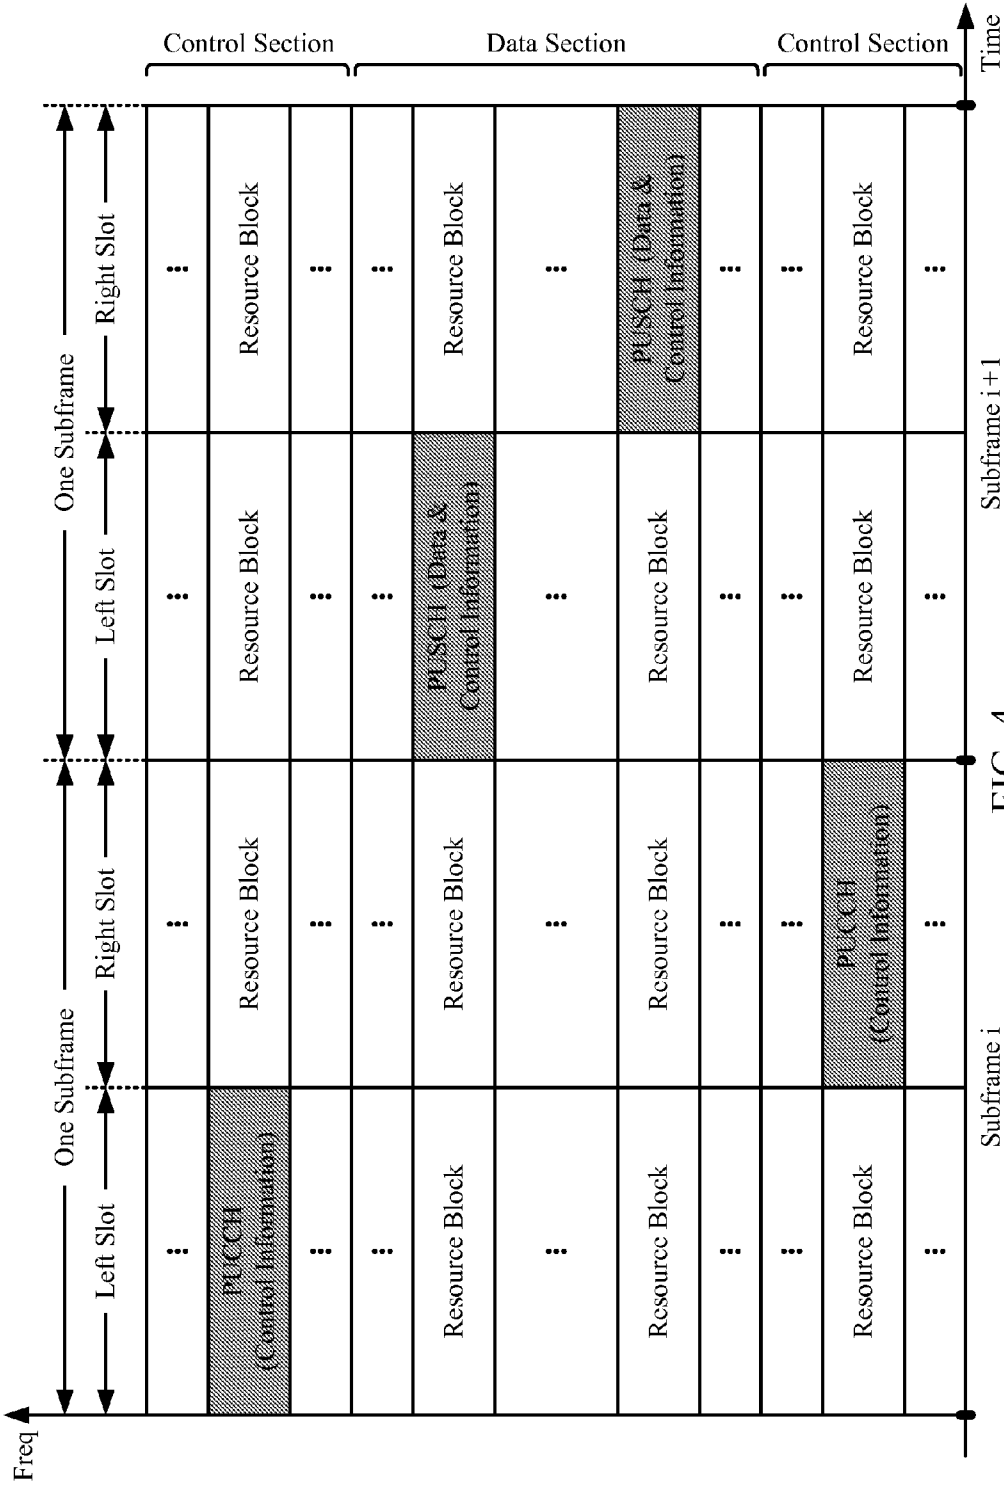 Freq
One Subframe
One Subframe
Left Slot
Right Slot
Left Slot
Right Slot
...
...
...
...
Control Section
PUCCH
(Control Information)
Resource Block
Resource Block
Resource Block
...
...
...
...
...
...
...
...
Data Section
Resource Block
Resource Block
PUSCH (Data &
Control Information)
Resource Block
...
...
...
...
Resource Block
Resource Block
Resource Block
PUSCH (Data &
Control Information)
...
...
...
...
...
...
...
...
Control Section
Resource Block
PUCCH
(Control Information)
Resource Block
Resource Block
...
...
...
...
Time
Subframe i
Subframe i+1